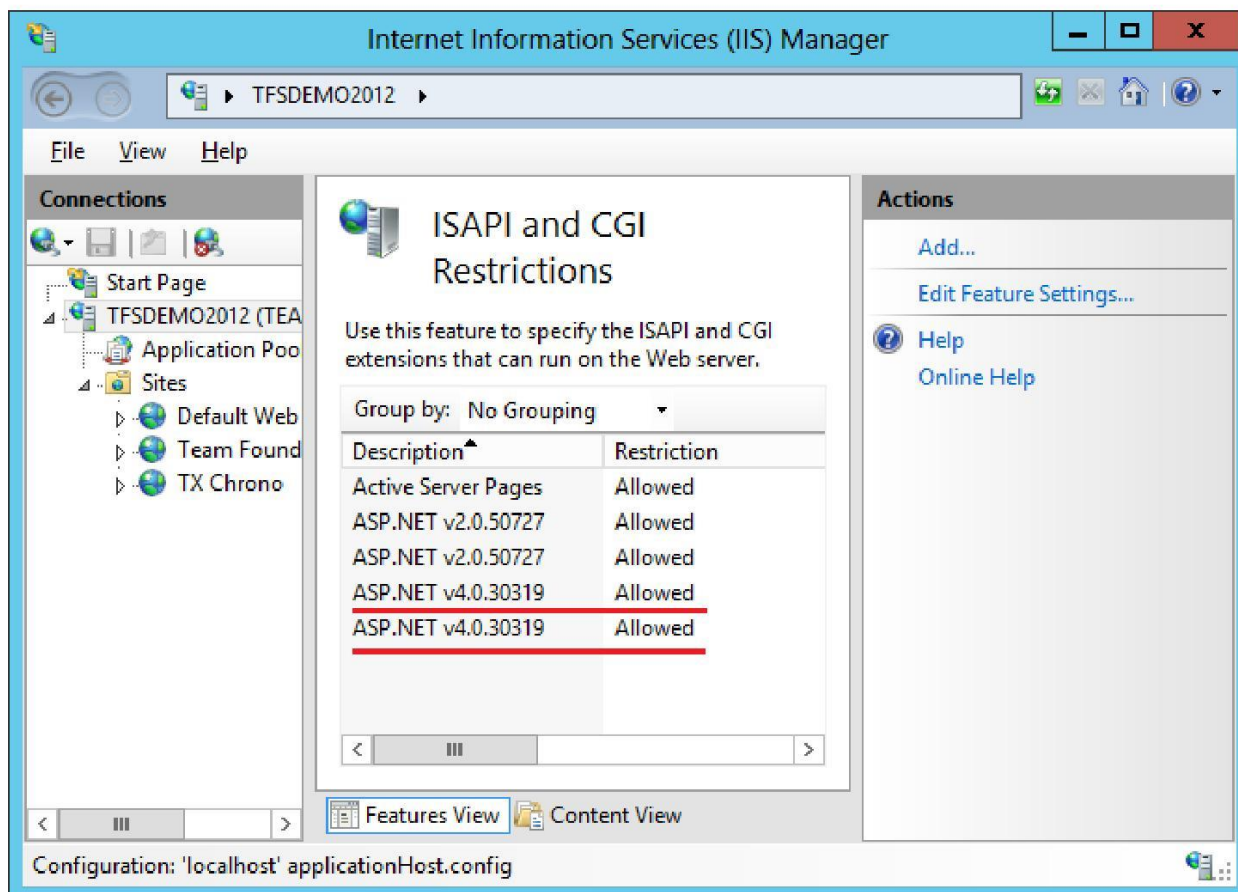 Internet Information Services (IIS) Manager
TFSDEMO2012
File View Help
Connections
Start Page
TFSDEMO2012 (TEA
Application Poo
Sites
Default Web
Team Found
TX Chrono
ISAPI and CGI
Restrictions
Use this feature to specify the ISAPI and CGI
extensions that can run on the Web server.
Group by: No Grouping
Description Restriction
Active Server Pages Allowed
ASP.NET v2.0.50727 Allowed
ASP.NET v2.0.50727 Allowed
ASP.NET v4.0.30319 Allowed
ASP.NET v4.0.30319 Allowed
Features View Content View
Actions
Add...
Edit Feature Settings...
Help
Online Help
Configuration: 'localhost' applicationHost.config